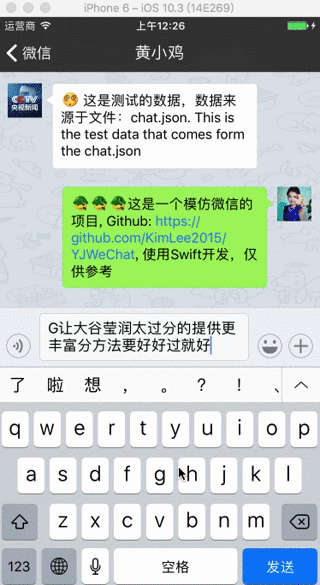 iPhone 6 – iOS 10.3 (14E269)
运营商 上午12:26
微信 黄小鸡
CCTV
央视新闻
这是测试的数据，数据来
源于文件：chat.json. This is
the test data that comes form
the chat.json
这是一个模仿微信的
项目, Github: https://
github.com/KimLee2015/
YJWeChat, 使用Swift开发，仅
供参考
G让大谷莹润太过分的提供更
丰富分方法要好好过就好
了 啦 想 ， 。 ？ ！ 、
q w e r t y u i o p
a s d f g h j k l
z x c v b n m
123 空格 发送